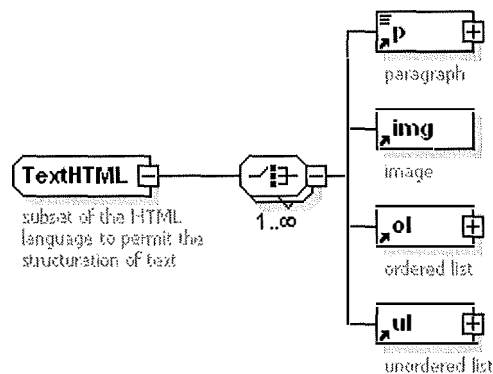 p
paragraph
img
image
TextHTML
1..∞
subset of the HTML
language to permit the
structuration of text
ol
ordered list
ul
unordered list